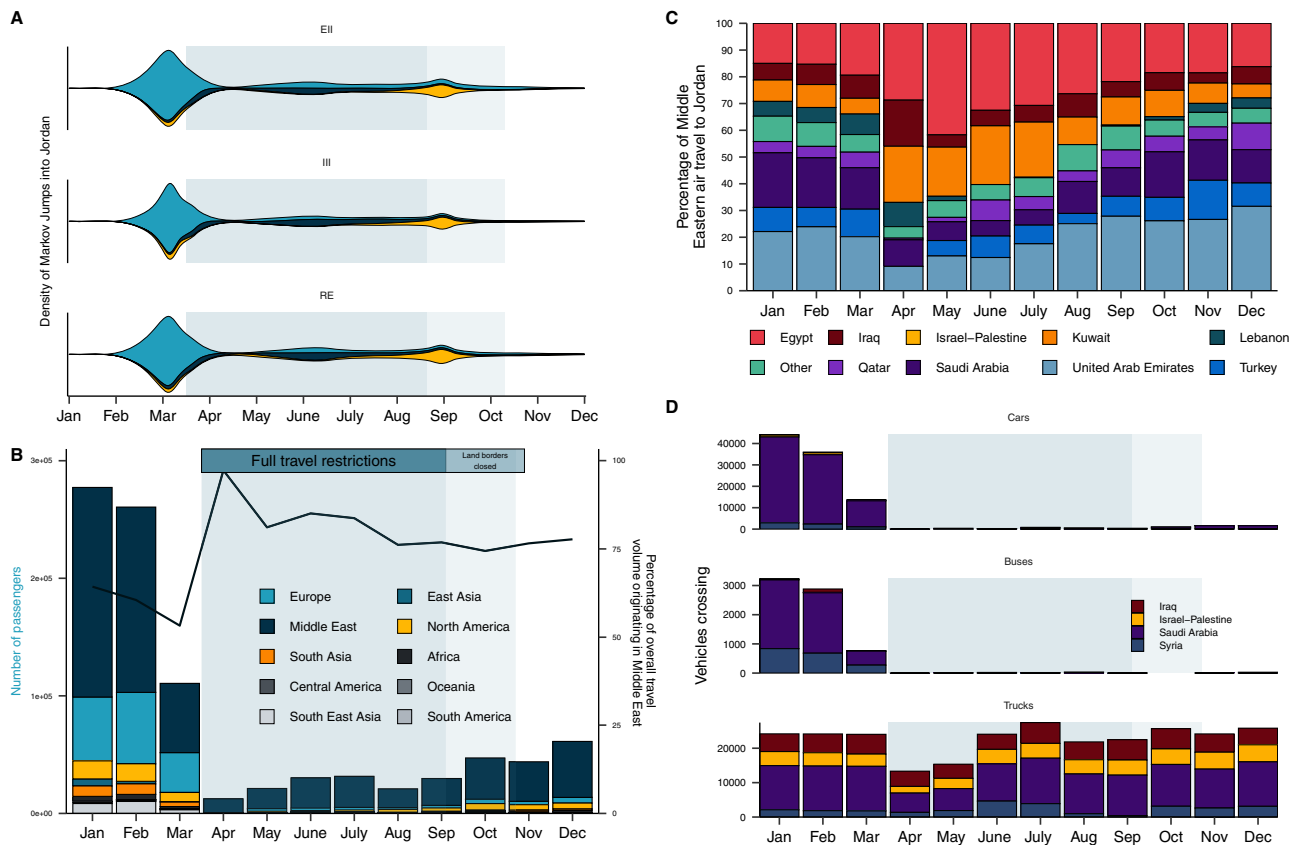 A
EII
III
RE
Density of Markov Jumps into Jordan
Jan Feb Mar Apr May Jun July Aug Sep Oct Nov Dec
B
3e+05
2e+05
1e+05
0e+00
Number of passengers
Full travel restrictions
Land borders
closed
Europe East Asia
Middle East North America
South Asia Africa
Central America Oceania
South East Asia South America
100
75
50
25
0
Percentage of overall travel
volume originating in Middle East
Jan Feb Mar Apr May June July Aug Sep Oct Nov Dec
C
Percentage of Middle
Eastern air travel to Jordan
100
90
80
70
60
50
40
30
20
10
0
Jan Feb Mar Apr May June July Aug Sep Oct Nov Dec
Egypt Iraq Israel−Palestine Kuwait Lebanon
Other Qatar Saudi Arabia United Arab Emirates Turkey
D
Vehicles crossing
Cars
40000
30000
20000
10000
0
Buses
3000
2000
1000
0
Iraq
Israel−Palestine
Saudi Arabia
Syria
Trucks
20000
10000
0
Jan Feb Mar Apr May June July Aug Sep Oct Nov Dec